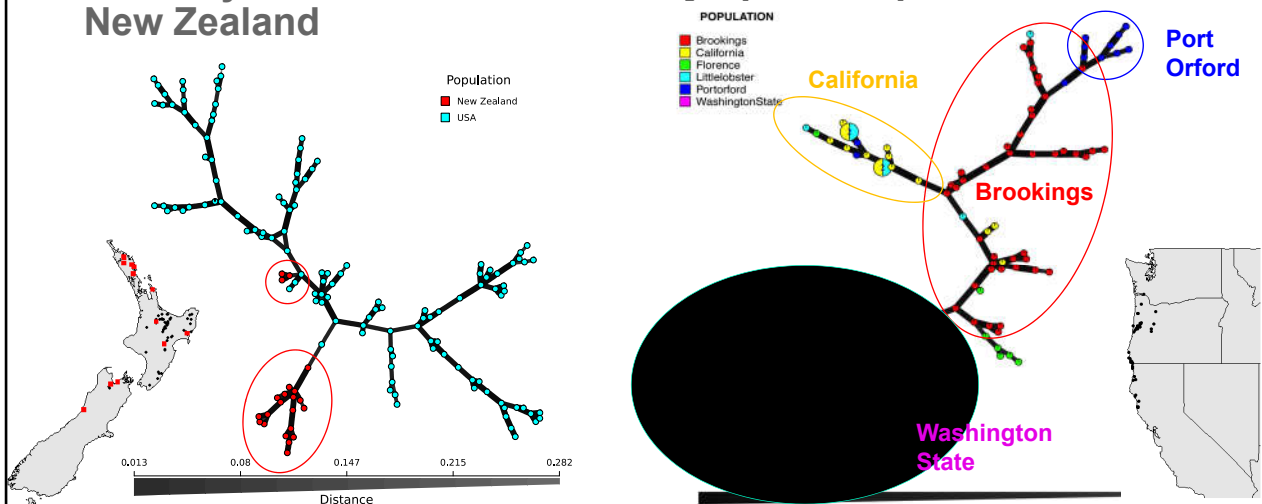 New Zealand
Population
New Zealand
USA
0.013 0.08 0.147 0.215 0.282
Distance
POPULATION
Brookings
California
Florence
Littlelobster
Portorford
WashingtonState
California
Port
Orford
Brookings
Washington
State